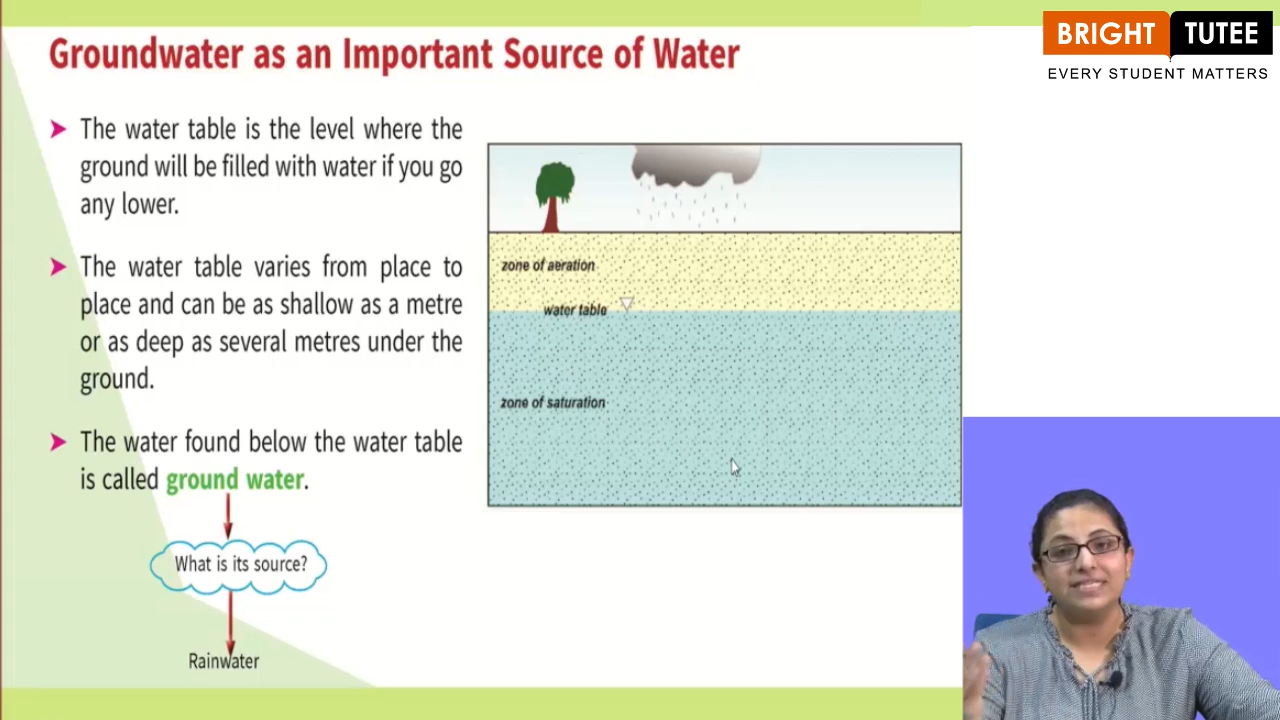 Groundwater as an Important Source of Water
BRIGHT TUTEE
EVERY STUDENT MATTERS
➤ The water table is the level where the
ground will be filled with water if you go
any lower.
➤ The water table varies from place to
place and can be as shallow as a metre
or as deep as several metres under the
ground.
➤ The water found below the water table
is called ground water.
What is its source?
Rainwater
zone of aeration
water table
zone of saturation